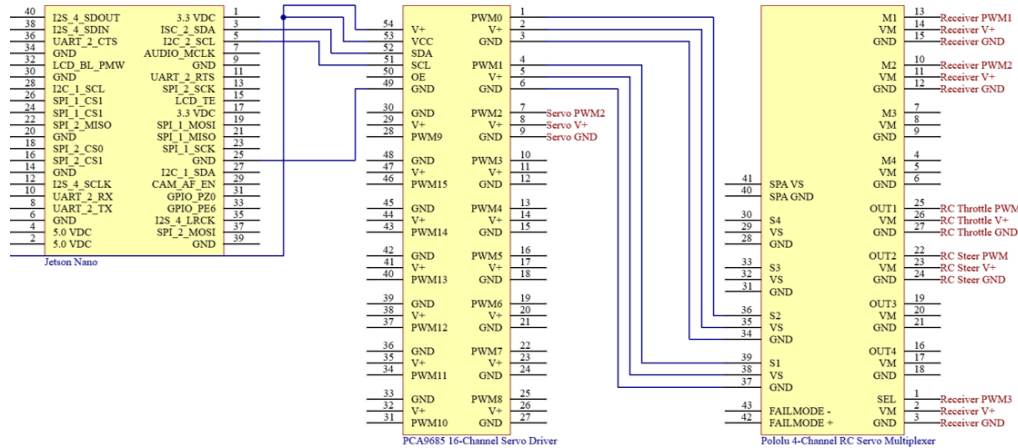 40 I2S_4_SDOUT
38 I2S_4_SDIN
36 UART_2_CTS
34 GND
32 LCD_BL_PMW
30 GND
28 I2C_1_SCL
26 SPI_1_CS1
24 SPI_1_CS1
22 SPI_2_MISO
20 GND
18 SPI_2_CS0
16 SPI_2_CS1
14 GND
12 I2S_4_SCLK
10 UART_2_RX
8 UART_2_TX
6 GND
4 5.0 VDC
2 5.0 VDC
3.3 VDC 1
ISC_2_SDA 3
I2C_2_SCL 5
AUDIO_MCLK 7
GND 9
UART_2_RTS 11
SPI_2_SCK 13
LCD_TE 15
3.3 VDC 17
SPI_1_MOSI 19
SPI_1_MISO 21
SPI_1_SCK 23
GND 25
I2C_1_SDA 27
CAM_AF_EN 29
GPIO_PZ0 31
GPIO_PE6 33
I2S_4_LRCK 35
SPI_2_MOSI 37
GND 39
Jetson Nano
54 V+
53 VCC
52 SDA
51 SCL
50 OE
49 GND
30 GND
29 V+
28 PWM9
48 GND
47 V+
46 PWM15
45 GND
44 V+
43 PWM14
42 GND
41 V+
40 PWM13
39 GND
38 V+
37 PWM12
36 GND
35 V+
34 PWM11
33 GND
32 V+
31 PWM10
PWM0 1
V+ 2
GND 3
PWM1 4
V+ 5
GND 6
PWM2 7 Servo PWM2
V+ 8 Servo V+
GND 9 Servo GND
PWM3 10
V+ 11
GND 12
PWM4 13
V+ 14
GND 15
PWM5 16
V+ 17
GND 18
PWM6 19
V+ 20
GND 21
PWM7 22
V+ 23
GND 24
PWM8 25
V+ 26
GND 27
PCA9685 16-Channel Servo Driver
41 SPA VS
40 SPA GND
30 S4
29 VS
28 GND
33 S3
32 VS
31 GND
36 S2
35 VS
34 GND
39 S1
38 VS
37 GND
43 FAILMODE -
42 FAILMODE +
M1 13 Receiver PWM1
VM 14 Receiver V+
GND 15 Receiver GND
M2 10 Receiver PWM2
VM 11 Receiver V+
GND 12 Receiver GND
M3 7
VM 8
GND 9
M4 4
VM 5
GND 6
OUT1 25 RC Throttle PWM
VM 26 RC Throttle V+
GND 27 RC Throttle GND
OUT2 22 RC Steer PWM
VM 23 RC Steer V+
GND 24 RC Steer GND
OUT3 19
VM 20
GND 21
OUT4 16
VM 17
GND 18
SEL 1 Receiver PWM3
VM 2 Receiver V+
GND 3 Receiver GND
Pololu 4-Channel RC Servo Multiplexer